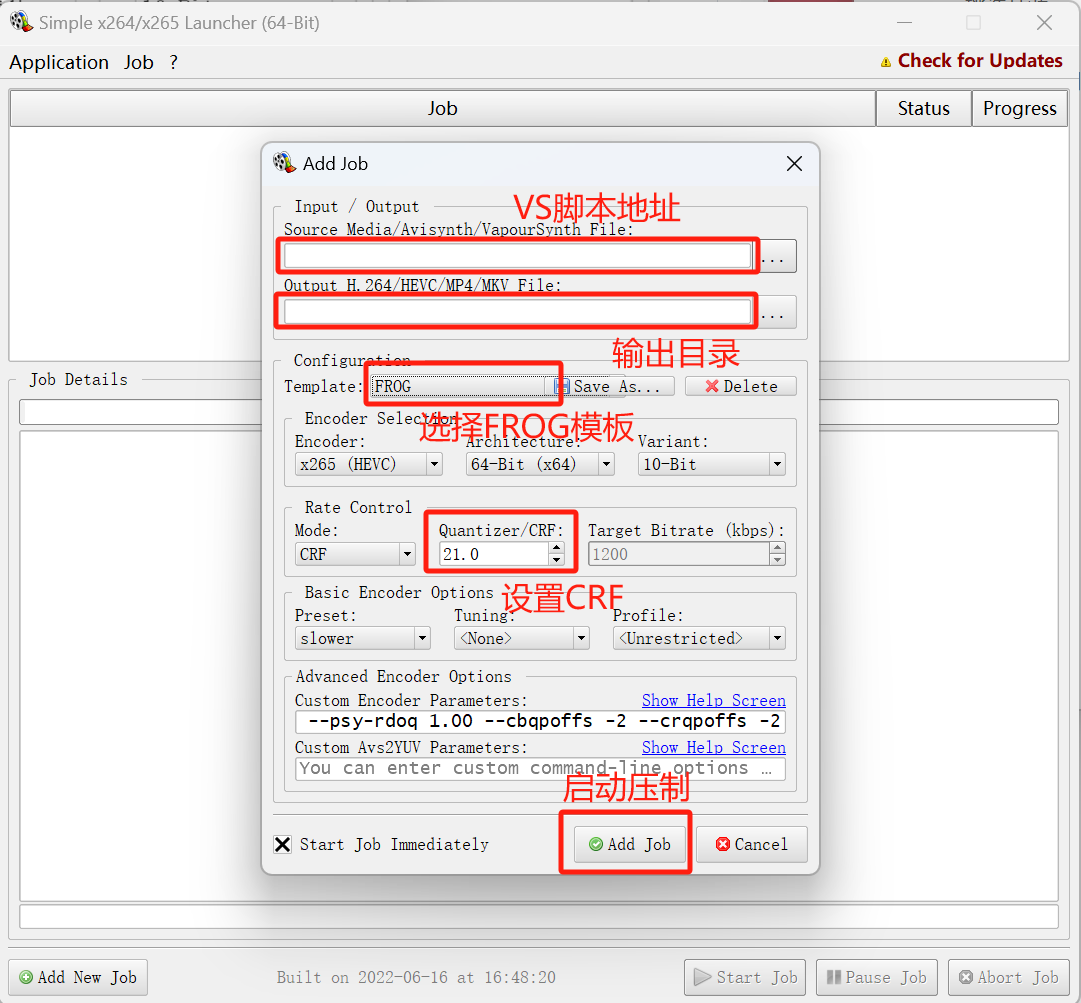 Simple x264/x265 Launcher (64-Bit)
Application Job ?
Check for Updates
Job Status Progress
Add Job
Input / Output
VS脚本地址
Source Media/Avisynth/VapourSynth File:
...
Output H.264/HEVC/MP4/MKV File:
...
输出目录
Configuration
Template: FROG Save As... Delete
选择FROG模板
Encoder Selection
Encoder: Architecture: Variant:
x265 (HEVC) 64-Bit (x64) 10-Bit
Rate Control
Mode: Quantizer/CRF: Target Bitrate (kbps):
CRF 21.0 1200
设置CRF
Basic Encoder Options
Preset: Tuning: Profile:
slower <None> <Unrestricted>
Advanced Encoder Options
Custom Encoder Parameters: Show Help Screen
--psy-rdoq 1.00 --cbqpoffs -2 --crqpoffs -2
Custom Avs2YUV Parameters: Show Help Screen
You can enter custom command-line options …
启动压制
Start Job Immediately Add Job Cancel
Job Details
Add New Job Built on 2022-06-16 at 16:48:20 Start Job Pause Job Abort Job